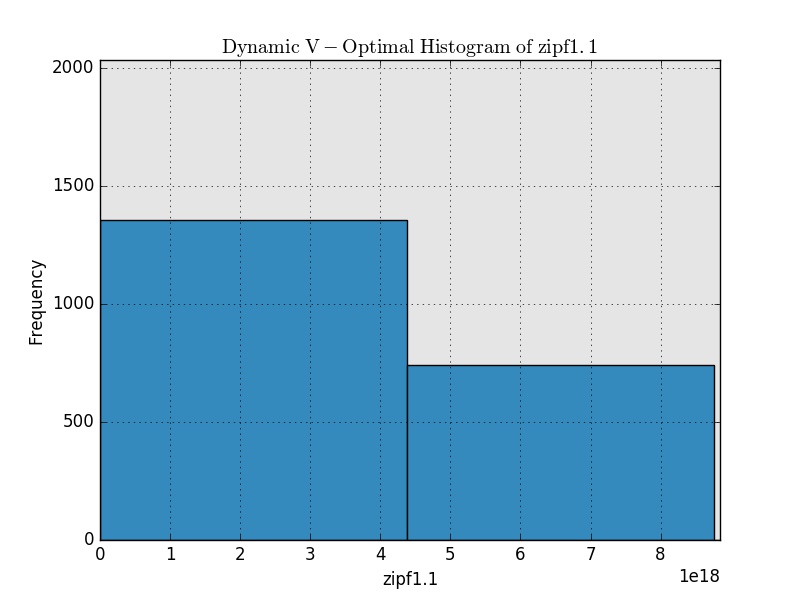 Dynamic V − Optimal Histogram of zipf1. 1
2000
1500
1000
500
0
Frequency
0 1 2 3 4 5 6 7 8
1e18
zipf1.1